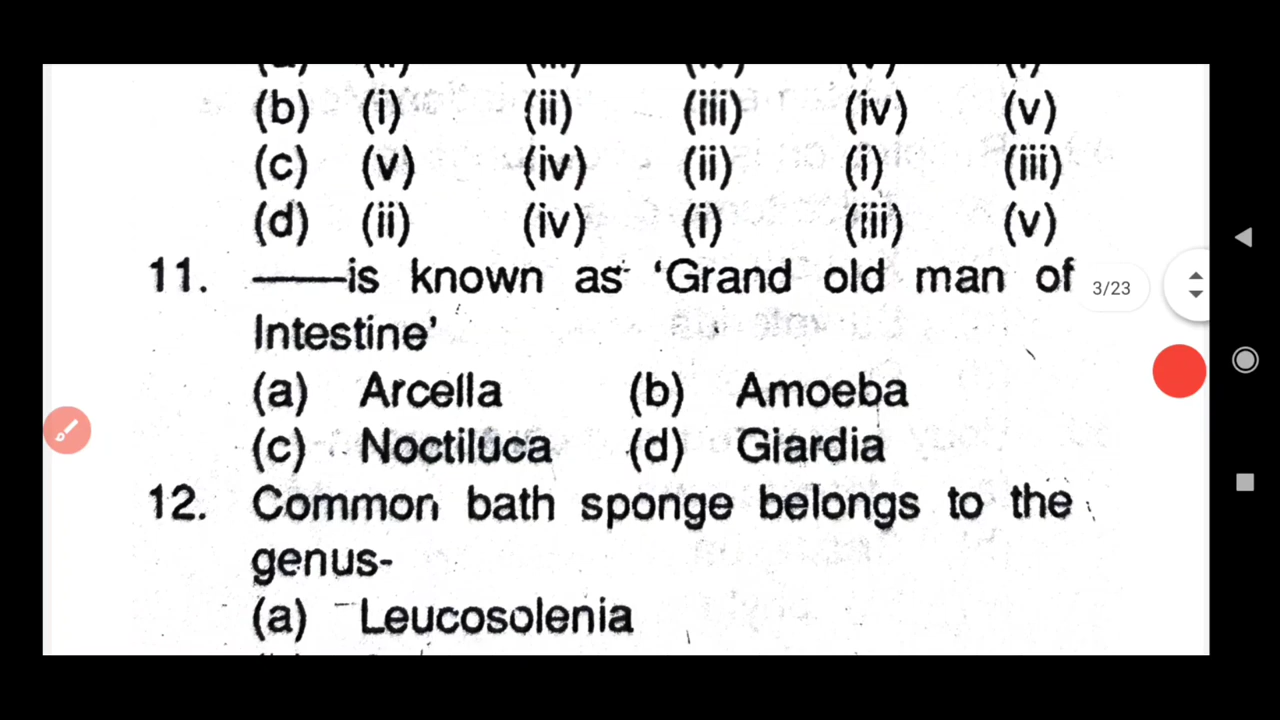 (b) (i) (ii) (iii) (iv) (v)
(c) (v) (iv) (ii) (i) (iii)
(d) (ii) (iv) (i) (iii) (v)
11. ——is known as 'Grand old man of
3/23
Intestine'
(a) Arcella (b) Amoeba
(c) Noctiluca (d) Giardia
12. Common bath sponge belongs to the
genus-
(a) Leucosolenia